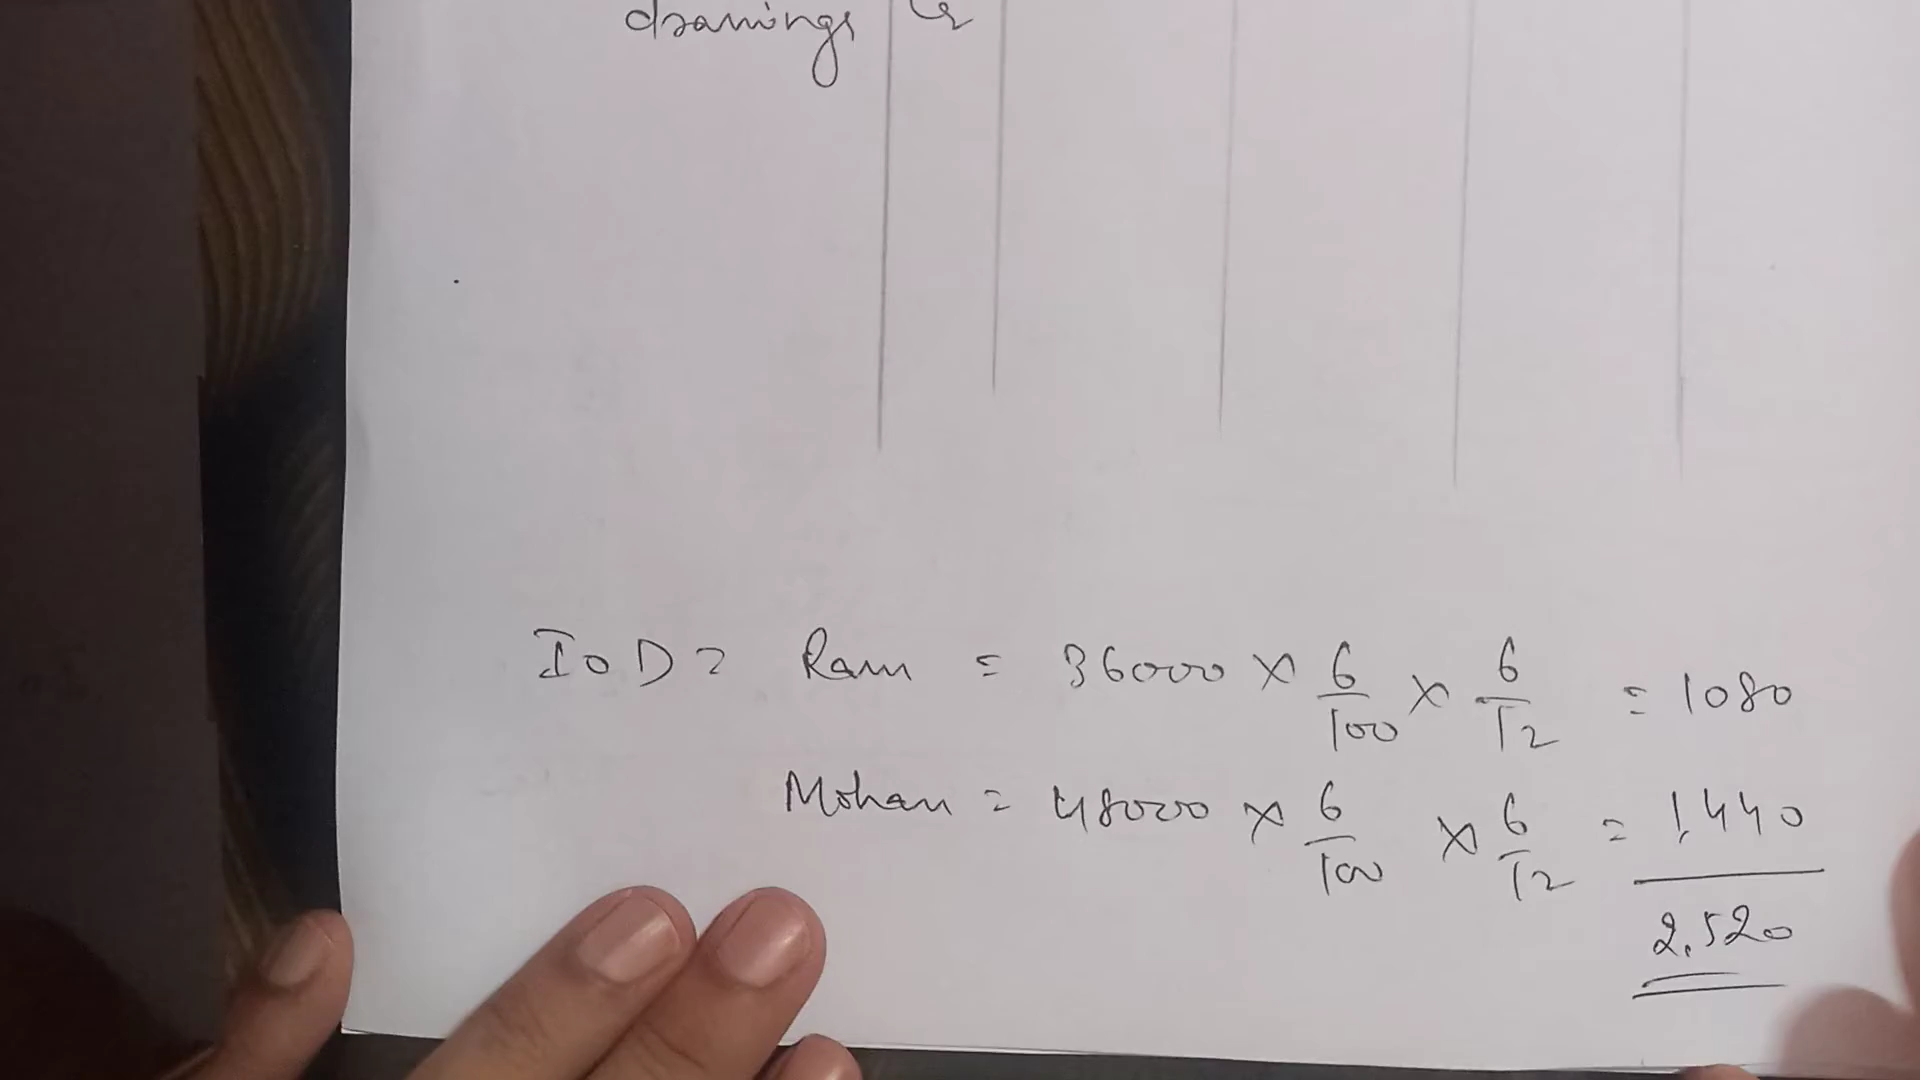 drawings
IOD = Ram = 36000 × 6/100 × 6/12 = 1080
Mohan = 48000 × 6/100 × 6/12 = 1,440
2,520